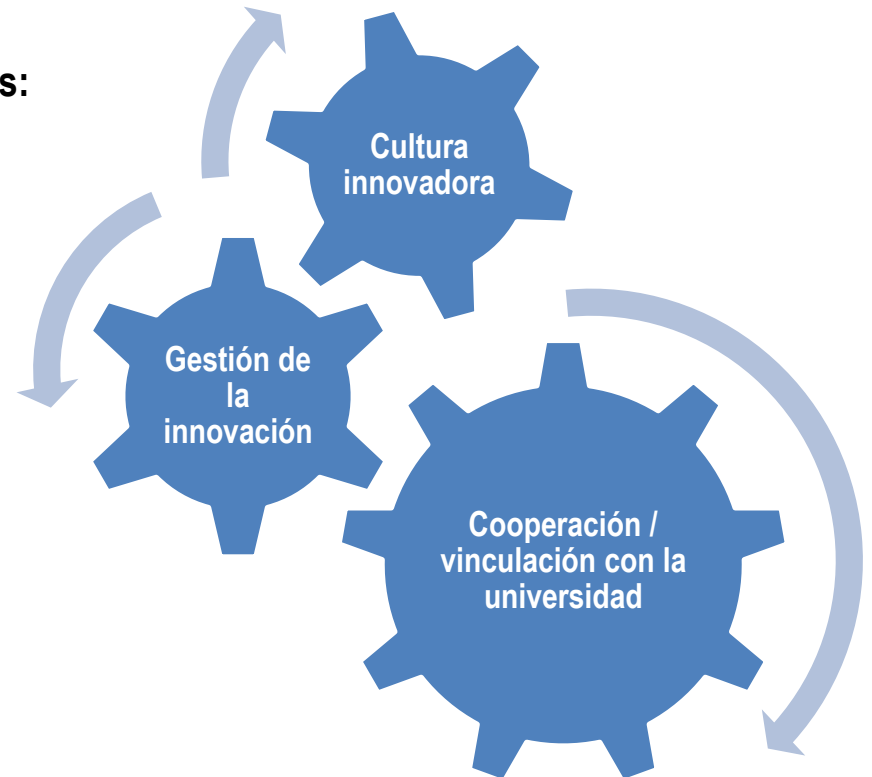 s:
Cultura
innovadora
Gestión de
la
innovación
Cooperación /
vinculación con la
universidad